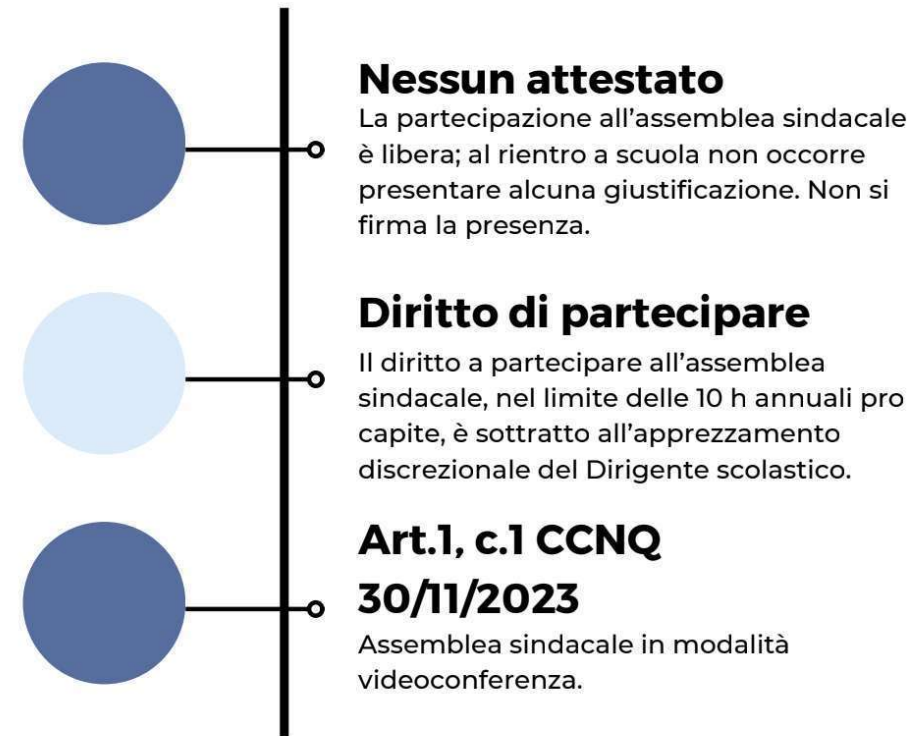 Nessun attestato
La partecipazione all’assemblea sindacale
è libera; al rientro a scuola non occorre
presentare alcuna giustificazione. Non si
firma la presenza.
Diritto di partecipare
Il diritto a partecipare all’assemblea
sindacale, nel limite delle 10 h annuali pro
capite, è sottratto all’apprezzamento
discrezionale del Dirigente scolastico.
Art.1, c.1 CCNQ
30/11/2023
Assemblea sindacale in modalità
videoconferenza.